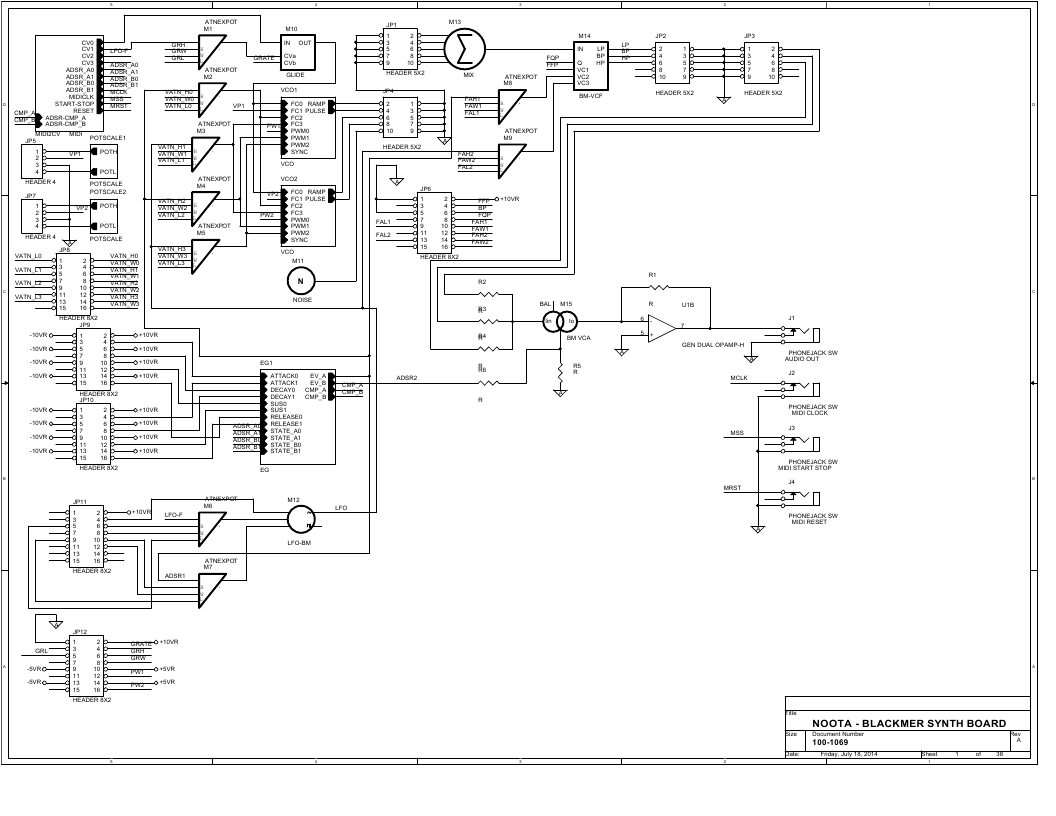 CV0
CV1
CV2
CV3
ADSR_A0
ADSR_A1
ADSR_B0
ADSR_B1
MIDICLK
START-STOP
RESET
ADSR-CMP_A
ADSR-CMP_B
CMP_A
CMP_B
MIDI2CV MIDI
LFO-F
ADSR_A0
ADSR_A1
ADSR_B0
ADSR_B1
MCLK
MSS
MRST
ATNEXPOT
M1
GRH
GRW
GRL
GRATE
M10
IN OUT
CVa
CVb
GLIDE
JP1
HEADER 5X2
M13
MIX
M14
IN LP
BP
Q HP
VC1
VC2
VC3
BM-VCF
FQP
FFP
LP
BP
HP
JP2
HEADER 5X2
JP3
HEADER 5X2
ATNEXPOT
M2
VATN_H0
VATN_W0
VATN_L0
VP1
VCO1
FC0 RAMP
FC1 PULSE
FC2
FC3
PWM0
PWM1
PWM2
SYNC
VCO
JP4
HEADER 5X2
ATNEXPOT
M8
FAH1
FAW1
FAL1
ATNEXPOT
M9
FAH2
FAW2
FAL2
JP5
HEADER 4
VP1
POTSCALE1
POTH
POTL
POTSCALE
ATNEXPOT
M3
VATN_H1
VATN_W1
VATN_L1
JP7
HEADER 4
VP2
POTSCALE2
POTH
POTL
POTSCALE
ATNEXPOT
M4
VATN_H2
VATN_W2
VATN_L2
PW2
VCO2
FC0 RAMP
FC1 PULSE
FC2
FC3
PWM0
PWM1
PWM2
SYNC
VCO
ATNEXPOT
M5
VATN_H3
VATN_W3
VATN_L3
M11
N
NOISE
JP6
+10VR
FFP
BP
FQP
FAH1
FAW1
FAH2
FAW2
FAL1
FAL2
HEADER 8X2
JP8
VATN_L0
VATN_L1
VATN_L2
VATN_L3
VATN_H0
VATN_W0
VATN_H1
VATN_W1
VATN_H2
VATN_W2
VATN_H3
VATN_W3
HEADER 8X2
R2
R
R3
R
R4
R
R6
R
BAL M15
BM VCA
R5
R
R1
R
U1B
GEN DUAL OPAMP-H
J1
PHONEJACK SW
AUDIO OUT
MCLK
J2
PHONEJACK SW
MIDI CLOCK
MSS
J3
PHONEJACK SW
MIDI START STOP
MRST
J4
PHONEJACK SW
MIDI RESET
JP9
-10VR +10VR
-10VR +10VR
-10VR +10VR
-10VR +10VR
HEADER 8X2
JP10
-10VR +10VR
-10VR +10VR
-10VR +10VR
-10VR +10VR
HEADER 8X2
EG1
ATTACK0 EV_A
ATTACK1 EV_B
DECAY0 CMP_A
DECAY1 CMP_B
SUS0
SUS1
RELEASE0
RELEASE1
STATE_A0
STATE_A1
STATE_B0
STATE_B1
EG
CMP_A
CMP_B
ADSR2
JP11
+10VR
HEADER 8X2
ATNEXPOT
M6
LFO-F
M12
LFO-BM
LFO
ATNEXPOT
M7
ADSR1
JP12
+10VR
GRATE
GRH
GRW
GRL
-5VR +5VR
PW1
-5VR +5VR
PW2
HEADER 8X2
Title
NOOTA - BLACKMER SYNTH BOARD
Size Document Number Rev
100-1069 A
Date: Friday, July 18, 2014 Sheet 1 of 38